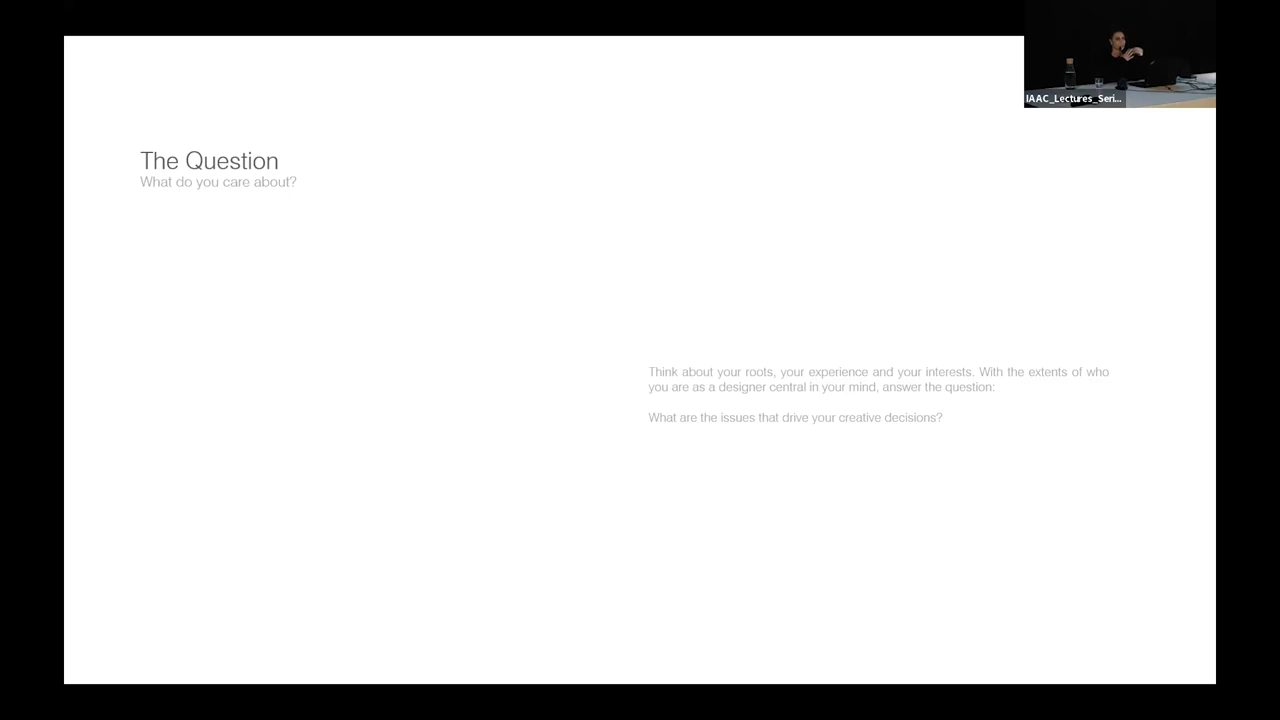 IAAC_Lectures_Seri...
The Question
What do you care about?
Think about your roots, your experience and your interests. With the extents of who
you are as a designer central in your mind, answer the question:
What are the issues that drive your creative decisions?